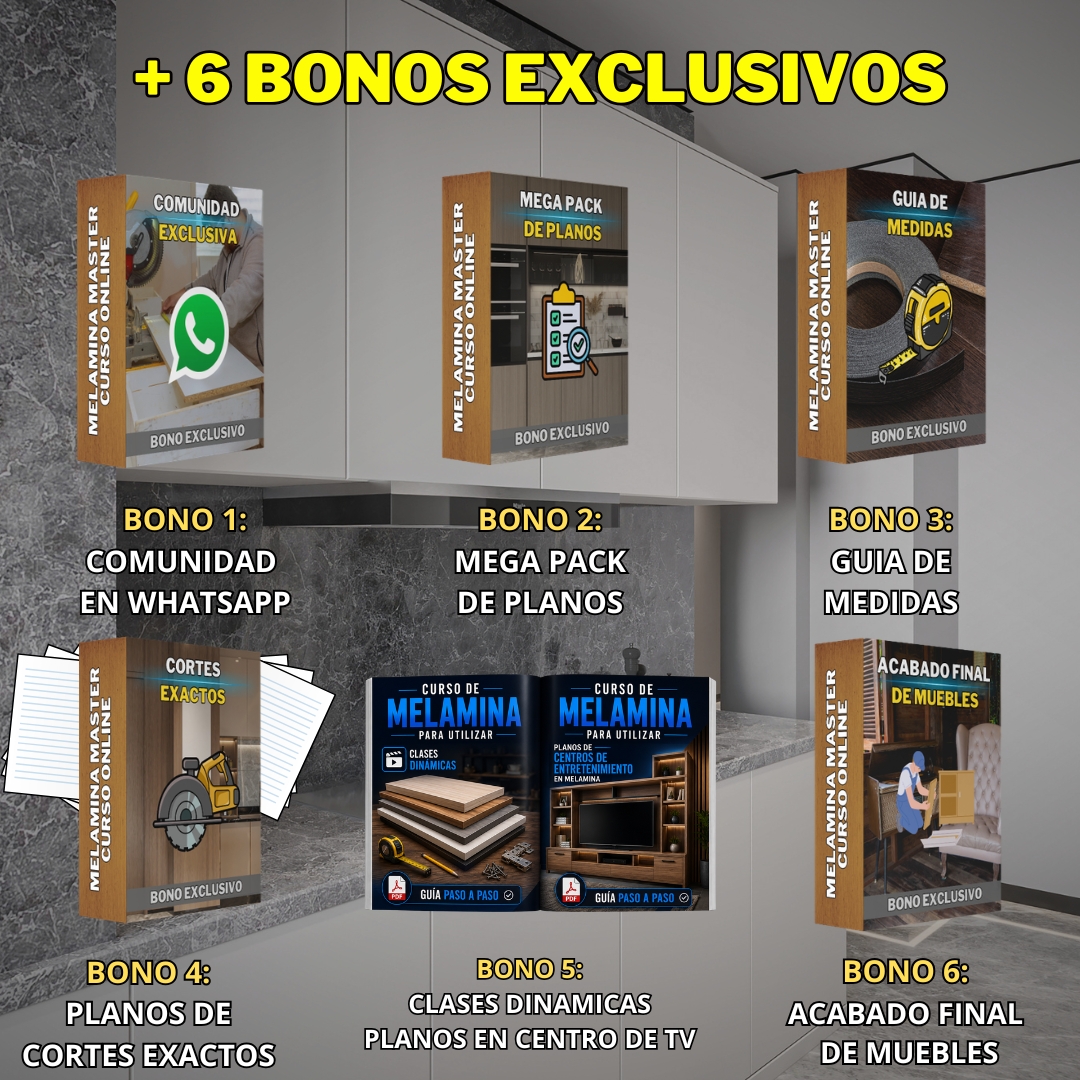 + 6 BONOS EXCLUSIVOS
MELAMINA MASTER
CURSO ONLINE
COMUNIDAD
EXCLUSIVA
BONO EXCLUSIVO
BONO 1:
COMUNIDAD
EN WHATSAPP
MELAMINA MASTER
CURSO ONLINE
MEGA PACK
DE PLANOS
BONO EXCLUSIVO
BONO 2:
MEGA PACK
DE PLANOS
MELAMINA MASTER
CURSO ONLINE
GUIA DE
MEDIDAS
BONO EXCLUSIVO
BONO 3:
GUIA DE
MEDIDAS
MELAMINA MASTER
CURSO ONLINE
CORTES
EXACTOS
BONO EXCLUSIVO
BONO 4:
PLANOS DE
CORTES EXACTOS
CURSO DE
MELAMINA
PARA UTILIZAR
CLASES
DINÁMICAS
PDF
GUÍA PASO A PASO
CURSO DE
MELAMINA
PARA UTILIZAR
PLANOS DE
CENTROS DE
ENTRETENIMIENTO
EN MELAMINA
PDF
GUÍA PASO A PASO
BONO 5:
CLASES DINAMICAS
PLANOS EN CENTRO DE TV
MELAMINA MASTER
CURSO ONLINE
ACABADO FINAL
DE MUEBLES
BONO EXCLUSIVO
BONO 6:
ACABADO FINAL
DE MUEBLES